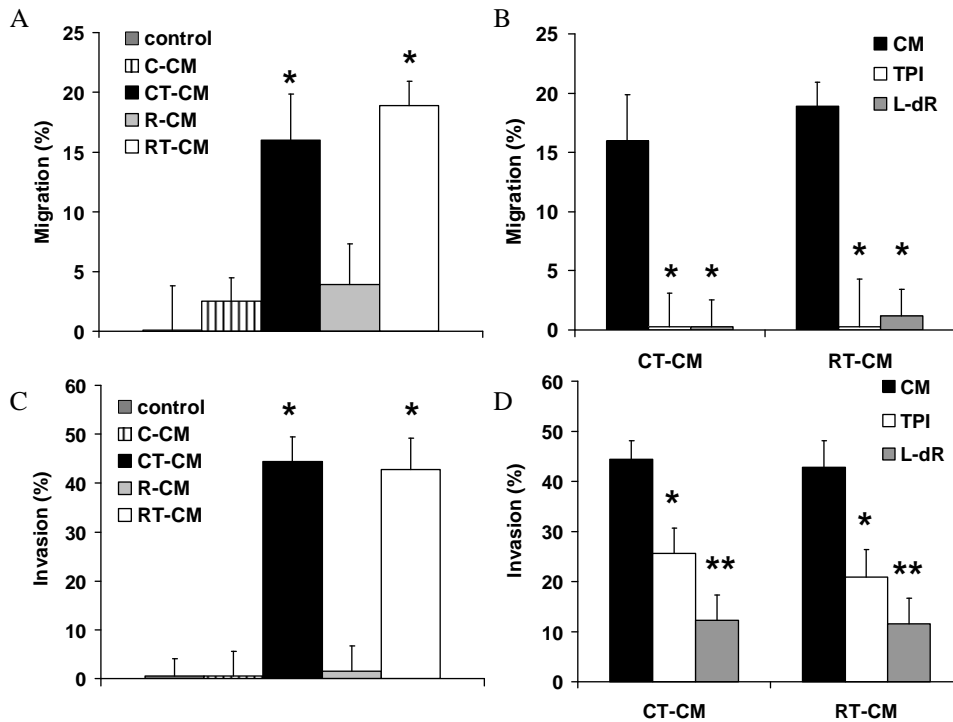 A
25
20
15
10
5
0
Migration (%)
control
C-CM
CT-CM
R-CM
RT-CM
*
*
B
25
20
15
10
5
0
Migration (%)
CM
TPI
L-dR
*
*
*
*
CT-CM
RT-CM
C
60
50
40
30
20
10
0
Invasion (%)
control
C-CM
CT-CM
R-CM
RT-CM
*
*
D
60
50
40
30
20
10
0
Invasion (%)
CM
TPI
L-dR
*
**
*
**
CT-CM
RT-CM